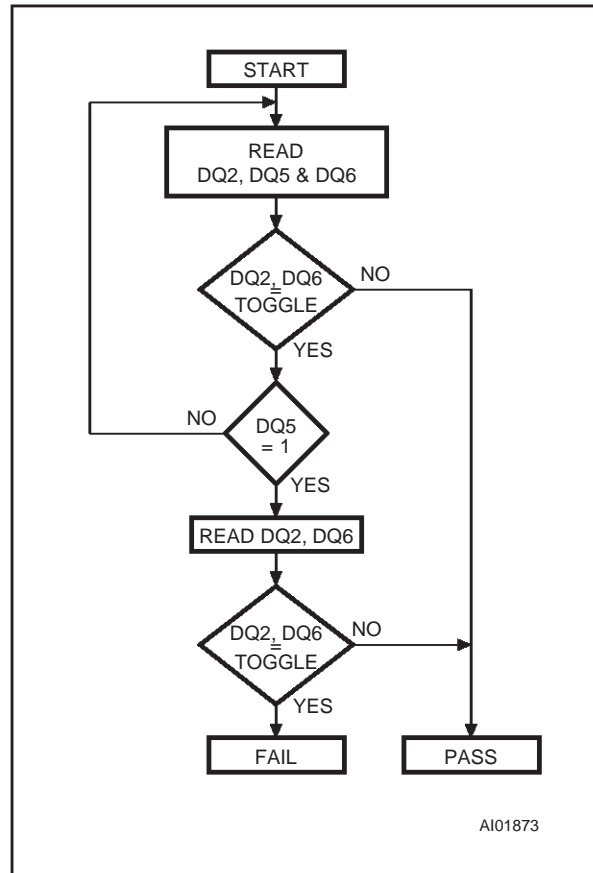 START
READ
DQ2, DQ5 & DQ6
DQ2, DQ6
=
TOGGLE
NO
YES
NO
DQ5
= 1
YES
READ DQ2, DQ6
DQ2, DQ6
=
TOGGLE
NO
YES
FAIL
PASS
AI01873